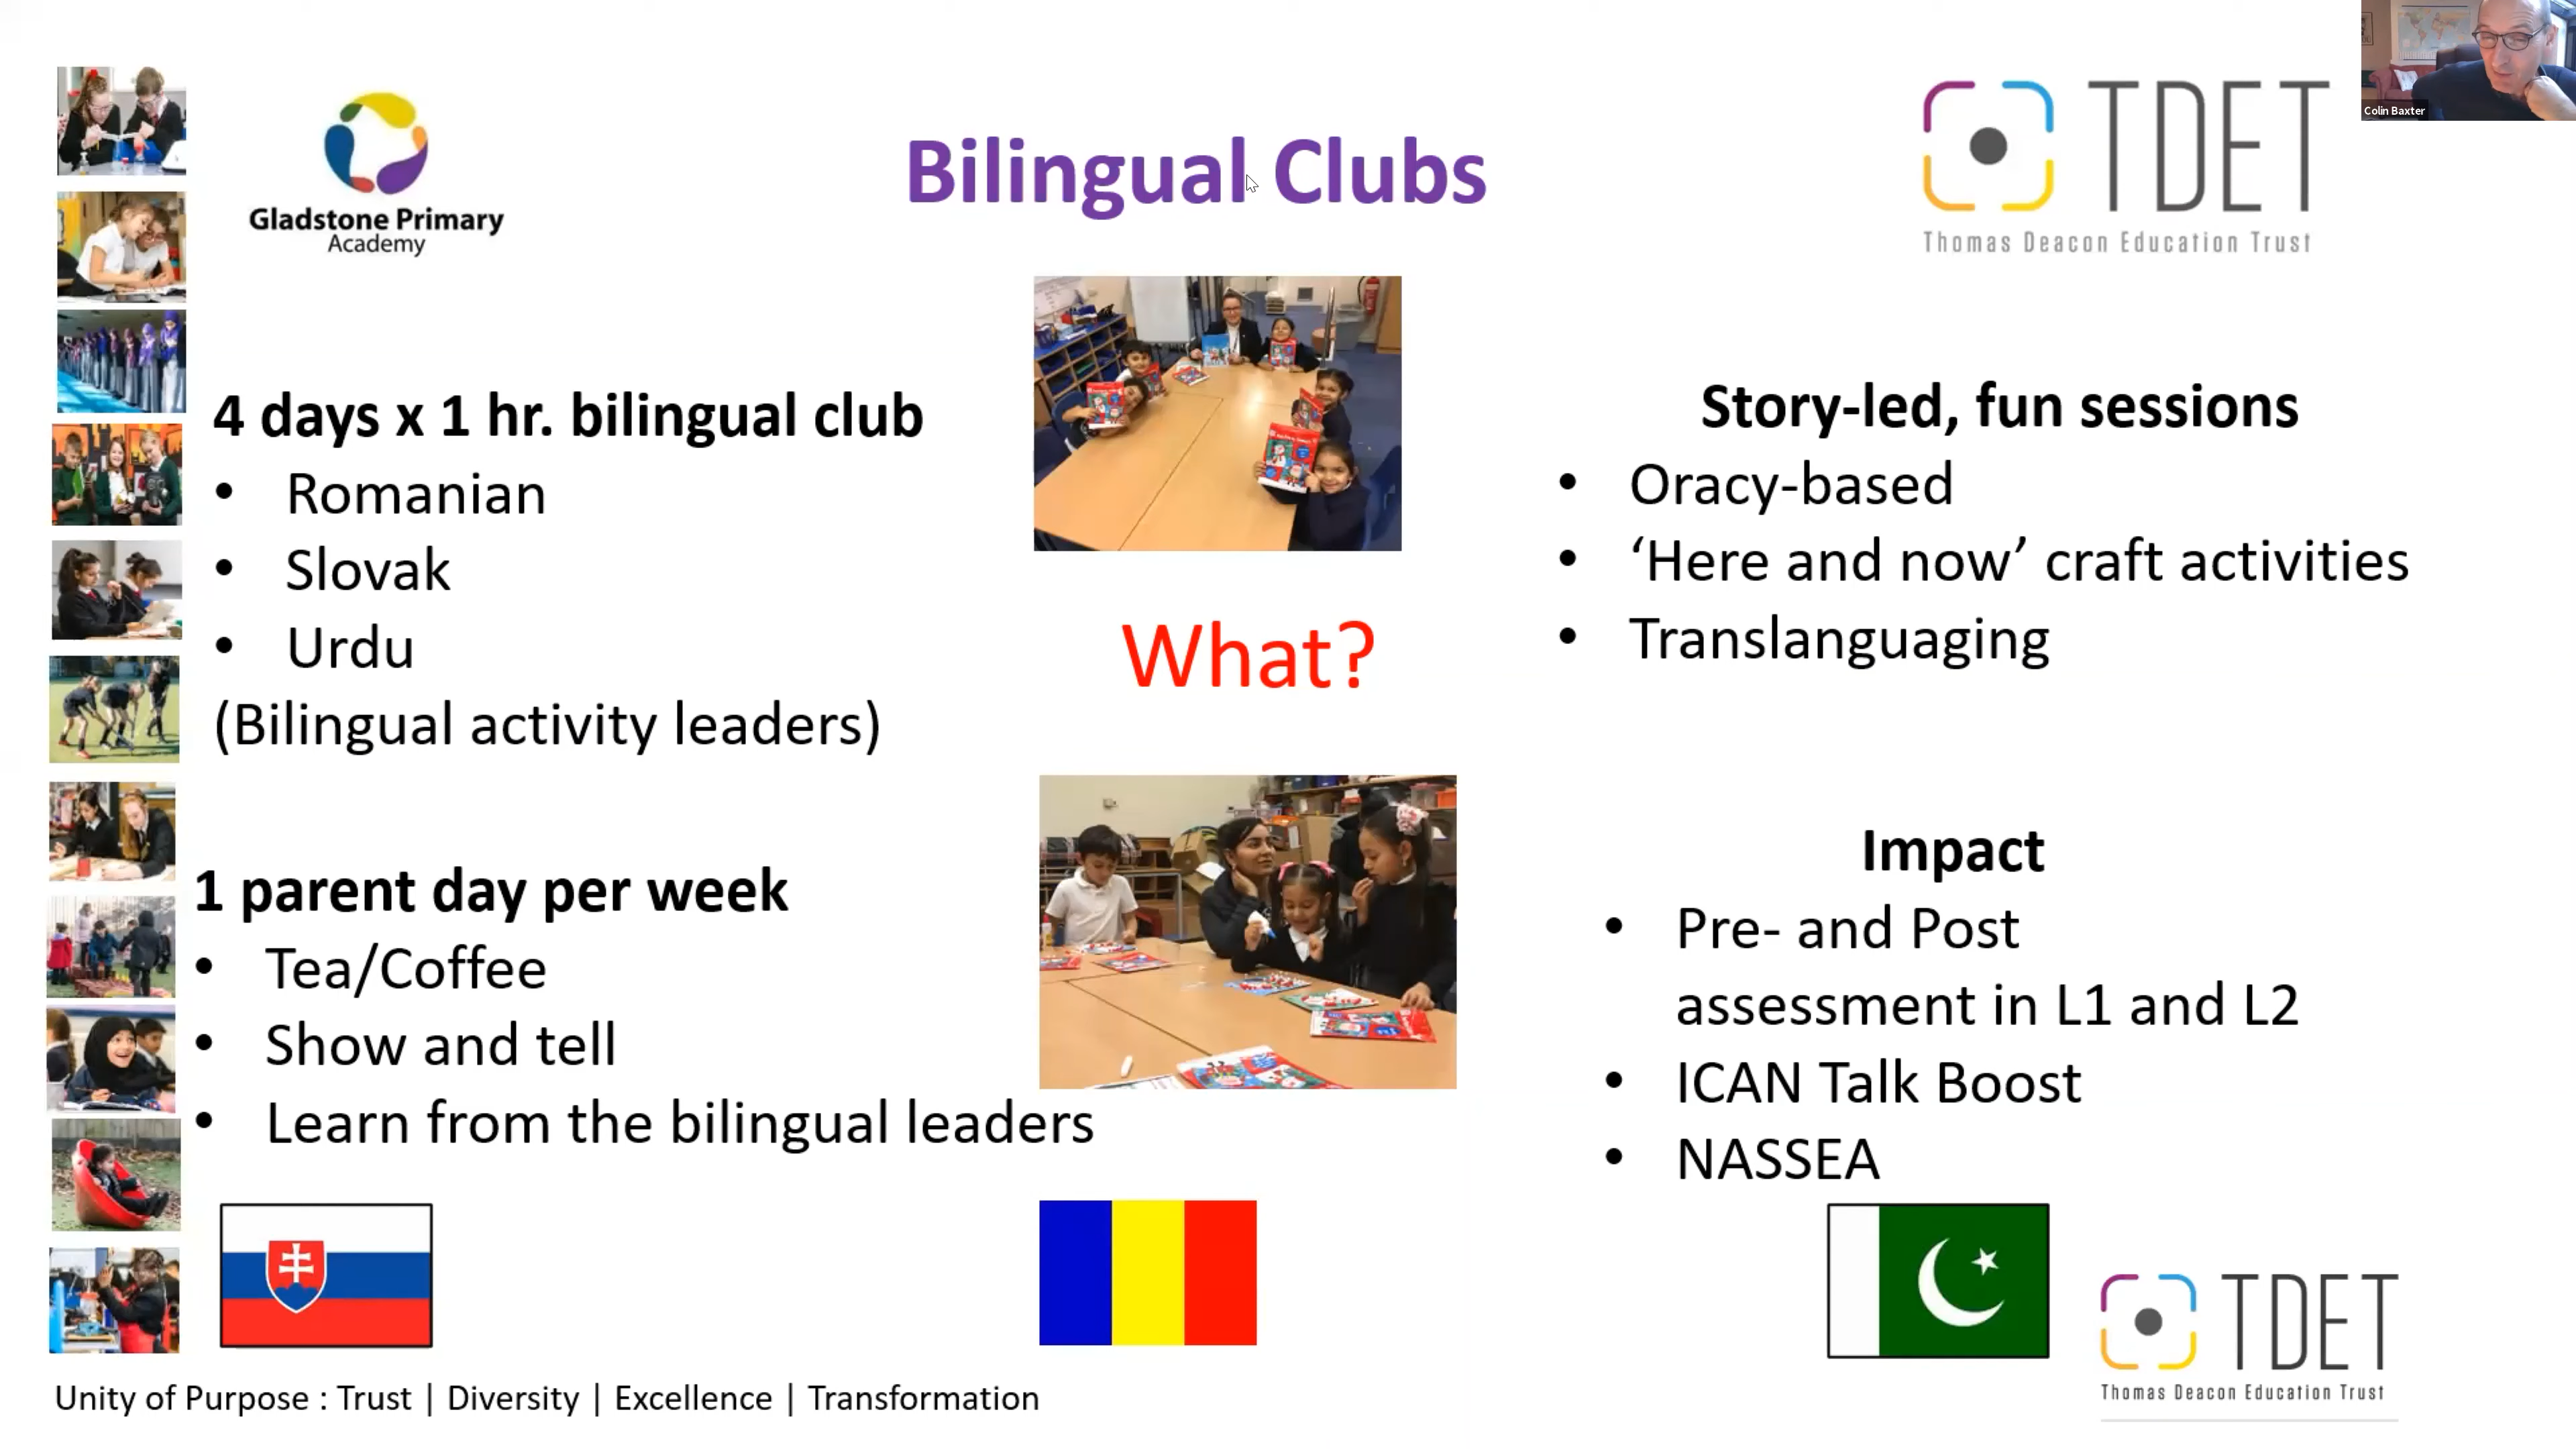 Colin Baxter
Gladstone Primary
Academy
Bilingual Clubs
TDET
Thomas Deacon Education Trust
4 days x 1 hr. bilingual club
• Romanian
• Slovak
• Urdu
(Bilingual activity leaders)
1 parent day per week
• Tea/Coffee
• Show and tell
• Learn from the bilingual leaders
What?
Story-led, fun sessions
• Oracy-based
• ‘Here and now’ craft activities
• Translanguaging
Impact
• Pre- and Post
assessment in L1 and L2
• ICAN Talk Boost
• NASSEA
TDET
Thomas Deacon Education Trust
Unity of Purpose : Trust | Diversity | Excellence | Transformation